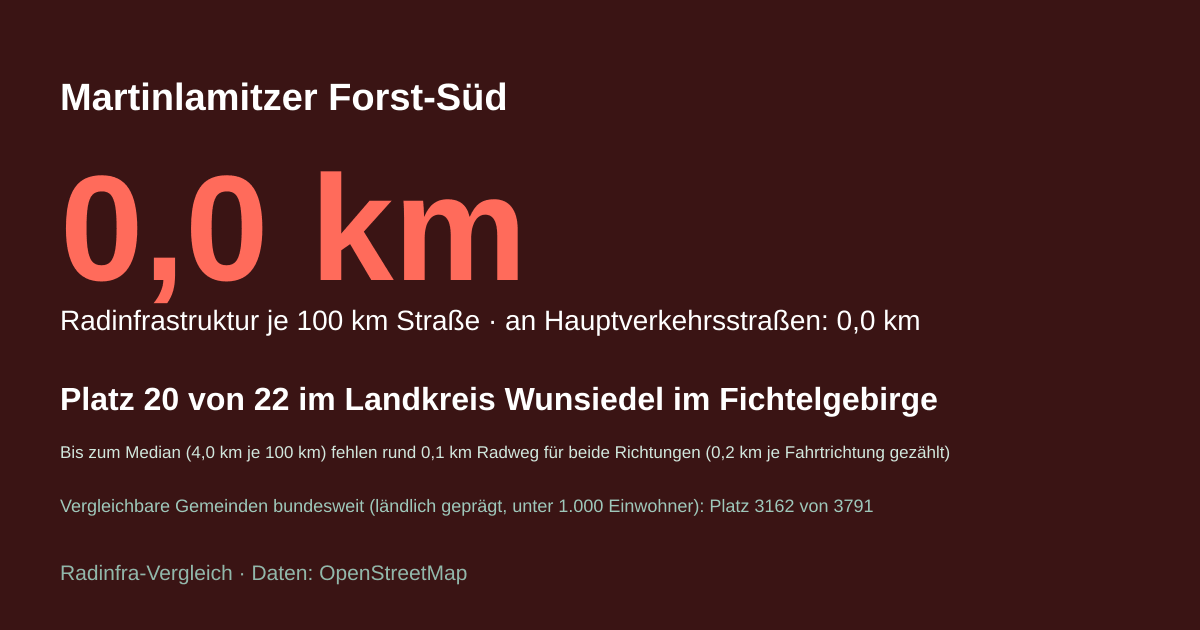 Martinlamitzer Forst-Süd
0,0 km
Radinfrastruktur je 100 km Straße · an Hauptverkehrsstraßen: 0,0 km
Platz 20 von 22 im Landkreis Wunsiedel im Fichtelgebirge
Bis zum Median (4,0 km je 100 km) fehlen rund 0,1 km Radweg für beide Richtungen (0,2 km je Fahrtrichtung gezählt)
Vergleichbare Gemeinden bundesweit (ländlich geprägt, unter 1.000 Einwohner): Platz 3162 von 3791
Radinfra-Vergleich · Daten: OpenStreetMap